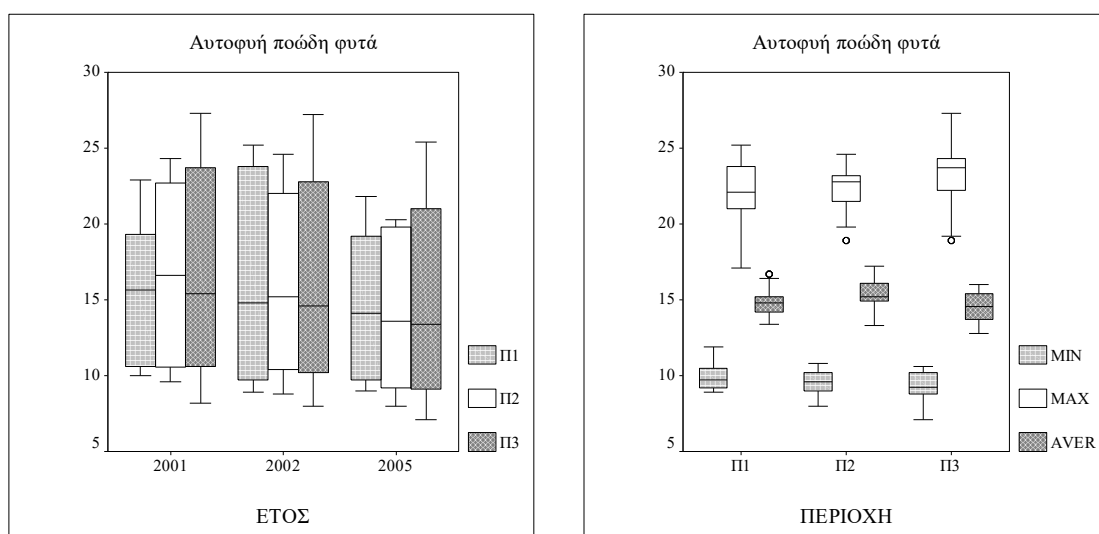 Αυτοφυή ποώδη φυτά
30
25
20
15
10
5
2001 2002 2005
ΕΤΟΣ
Π1
Π2
Π3
Αυτοφυή ποώδη φυτά
30
25
20
15
10
5
Π1 Π2 Π3
ΠΕΡΙΟΧΗ
MIN
MAX
AVER